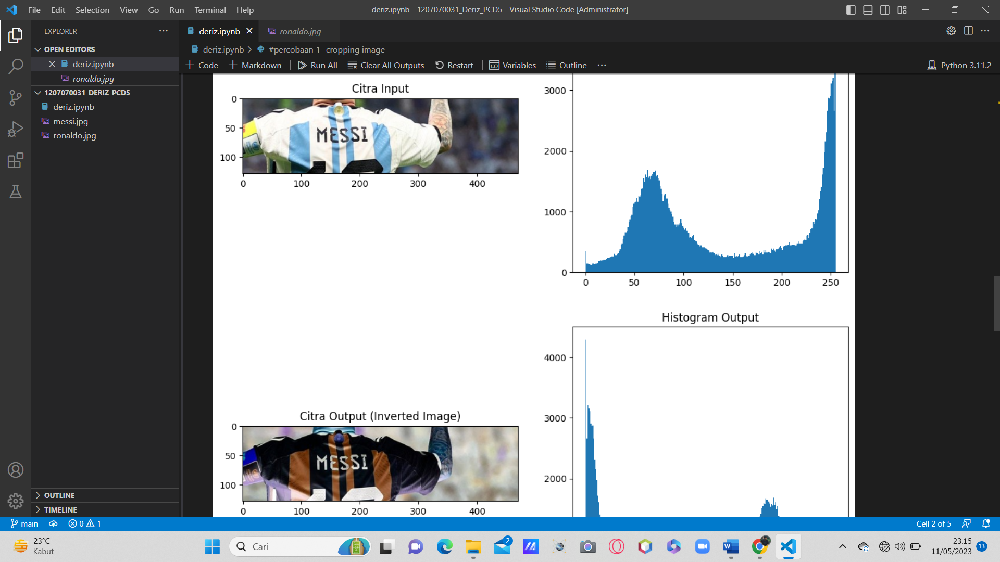 File Edit Selection View Go Run Terminal Help
deriz.ipynb - 1207070031_Deriz_PCD5 - Visual Studio Code [Administrator]
EXPLORER
OPEN EDITORS
deriz.ipynb
ronaldo.jpg
1207070031_DERIZ_PCD5
deriz.ipynb
messi.jpg
ronaldo.jpg
OUTLINE
TIMELINE
deriz.ipynb
ronaldo.jpg
deriz.ipynb > #percobaan 1- cropping image
Code Markdown Run All Clear All Outputs Restart Variables Outline
Python 3.11.2
Citra Input
0
50
100
0 100 200 300 400
MESSI
3000
2000
1000
0
0 50 100 150 200 250
Citra Output (Inverted Image)
0
50
100
0 100 200 300 400
MESSI
Histogram Output
4000
3000
2000
main 0 1
Cell 2 of 5
23°C
Kabut
Cari
2
23.15
11/05/2023
13